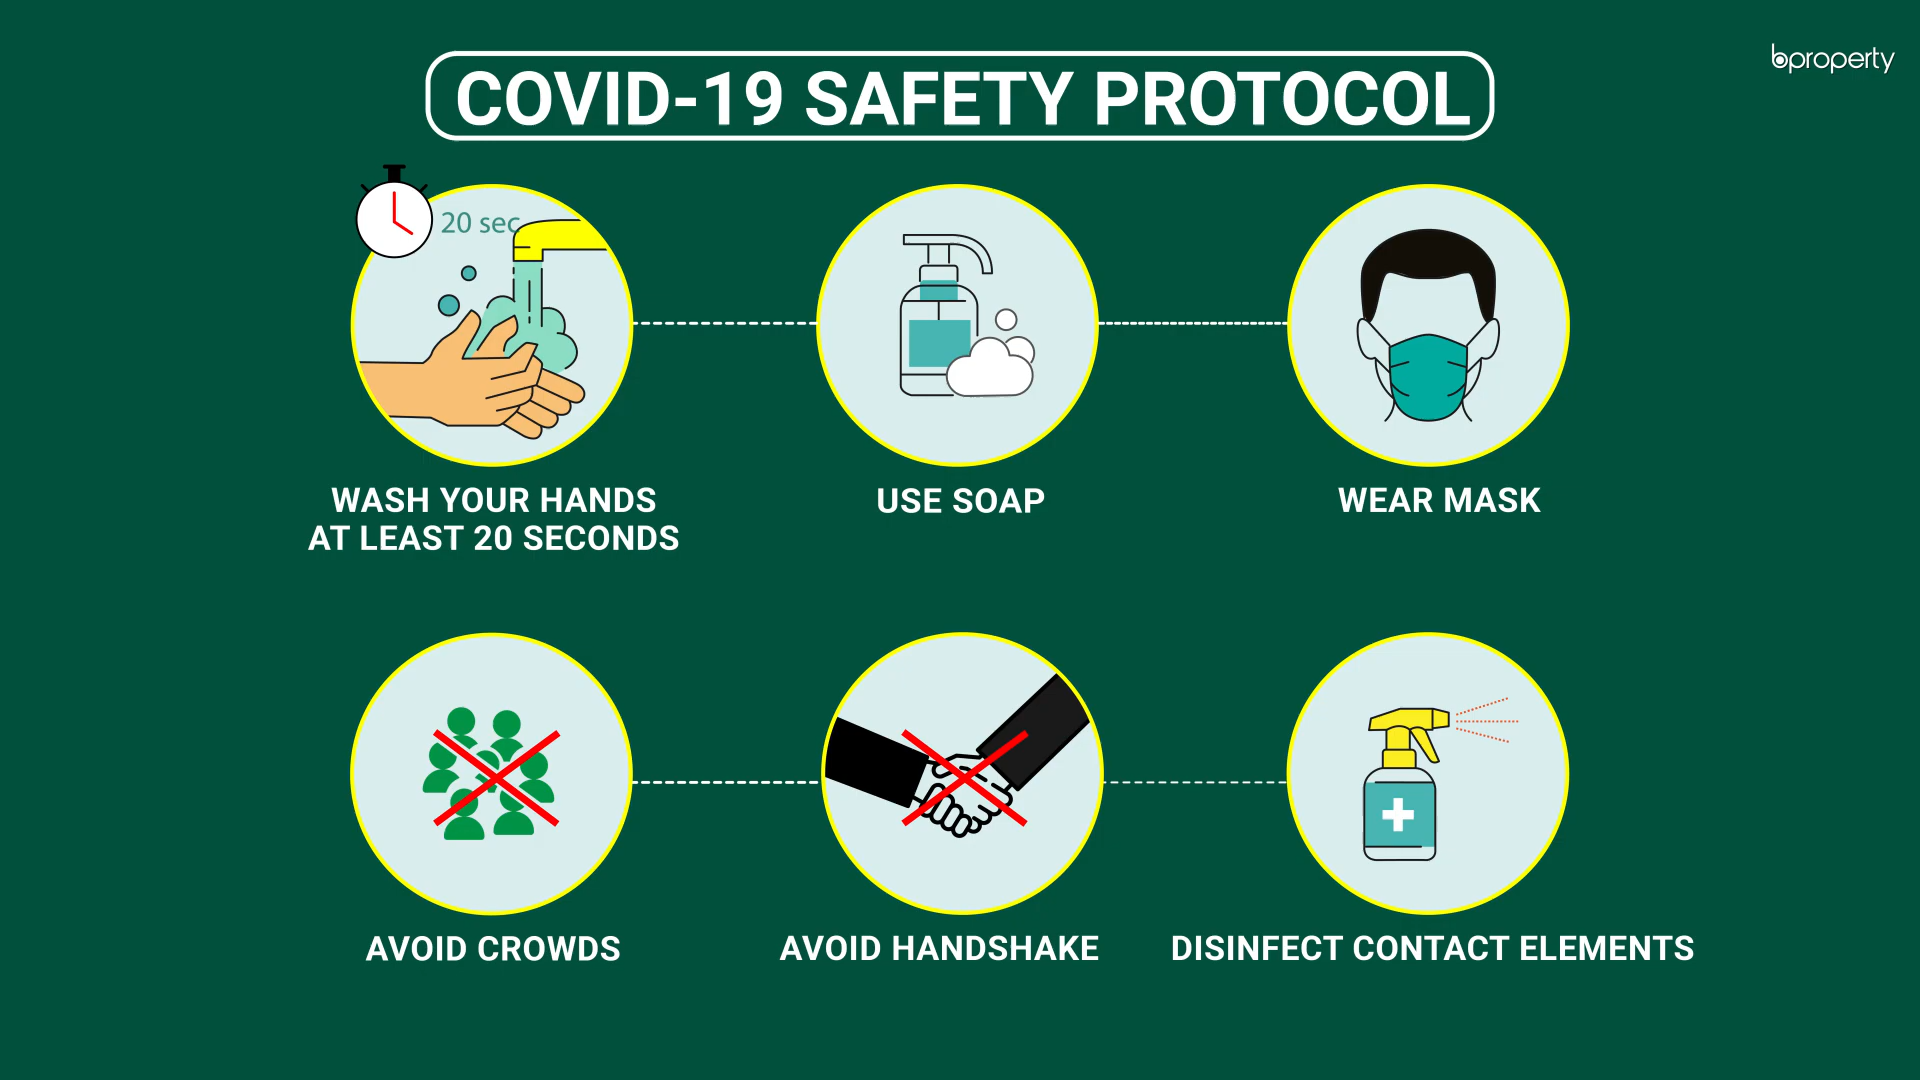 bproperty
COVID-19 SAFETY PROTOCOL
20 sec
WASH YOUR HANDS
AT LEAST 20 SECONDS
USE SOAP
WEAR MASK
AVOID CROWDS
AVOID HANDSHAKE
DISINFECT CONTACT ELEMENTS